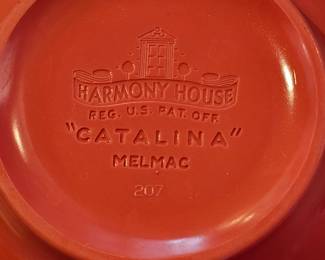 HARMONY HOUSE
REG. U.S. PAT. OFF.
"CATALINA"
MELMAC
207